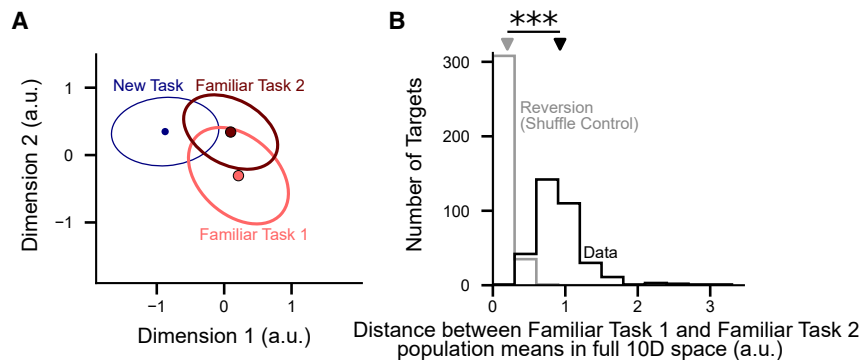 A
New Task
Familiar Task 2
Familiar Task 1
Dimension 2 (a.u.)
1
0
−1
−1
0
1
Dimension 1 (a.u.)
B
***
Reversion
(Shuffle Control)
Data
Number of Targets
300
200
100
0
0
1
2
3
Distance between Familiar Task 1 and Familiar Task 2
population means in full 10D space (a.u.)